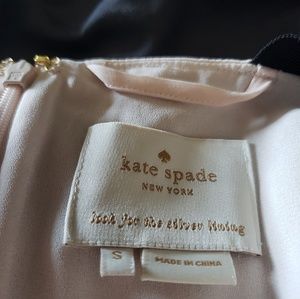 kate spade
NEW YORK
look for the silver lining
S
MADE IN CHINA